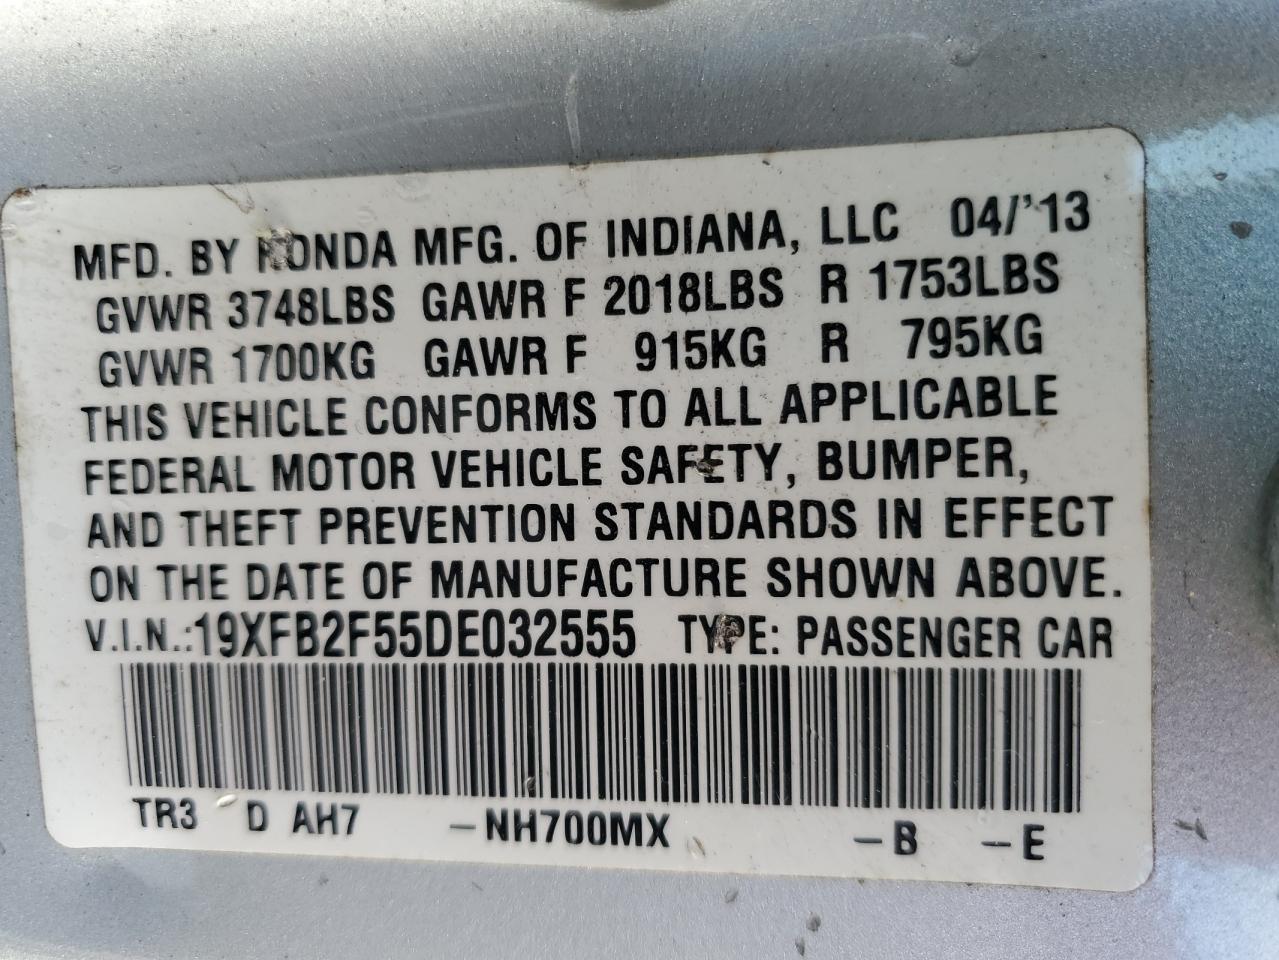 MFD. BY HONDA MFG. OF INDIANA, LLC 04/'13
GVWR 3748LBS GAWR F 2018LBS R 1753LBS
GVWR 1700KG GAWR F 915KG R 795KG
THIS VEHICLE CONFORMS TO ALL APPLICABLE
FEDERAL MOTOR VEHICLE SAFETY, BUMPER,
AND THEFT PREVENTION STANDARDS IN EFFECT
ON THE DATE OF MANUFACTURE SHOWN ABOVE.
V.I.N.:19XFB2F55DE032555 TYPE: PASSENGER CAR
TR3 D AH7 –NH700MX –B –E